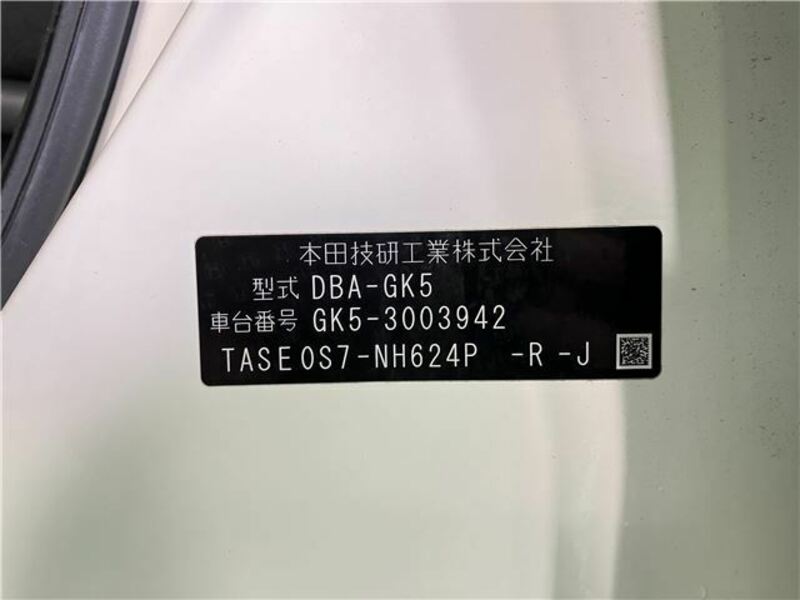 本田技研工業株式会社
型式 DBA-GK5
車台番号 GK5-3003942
TASE0S7-NH624P -R -J